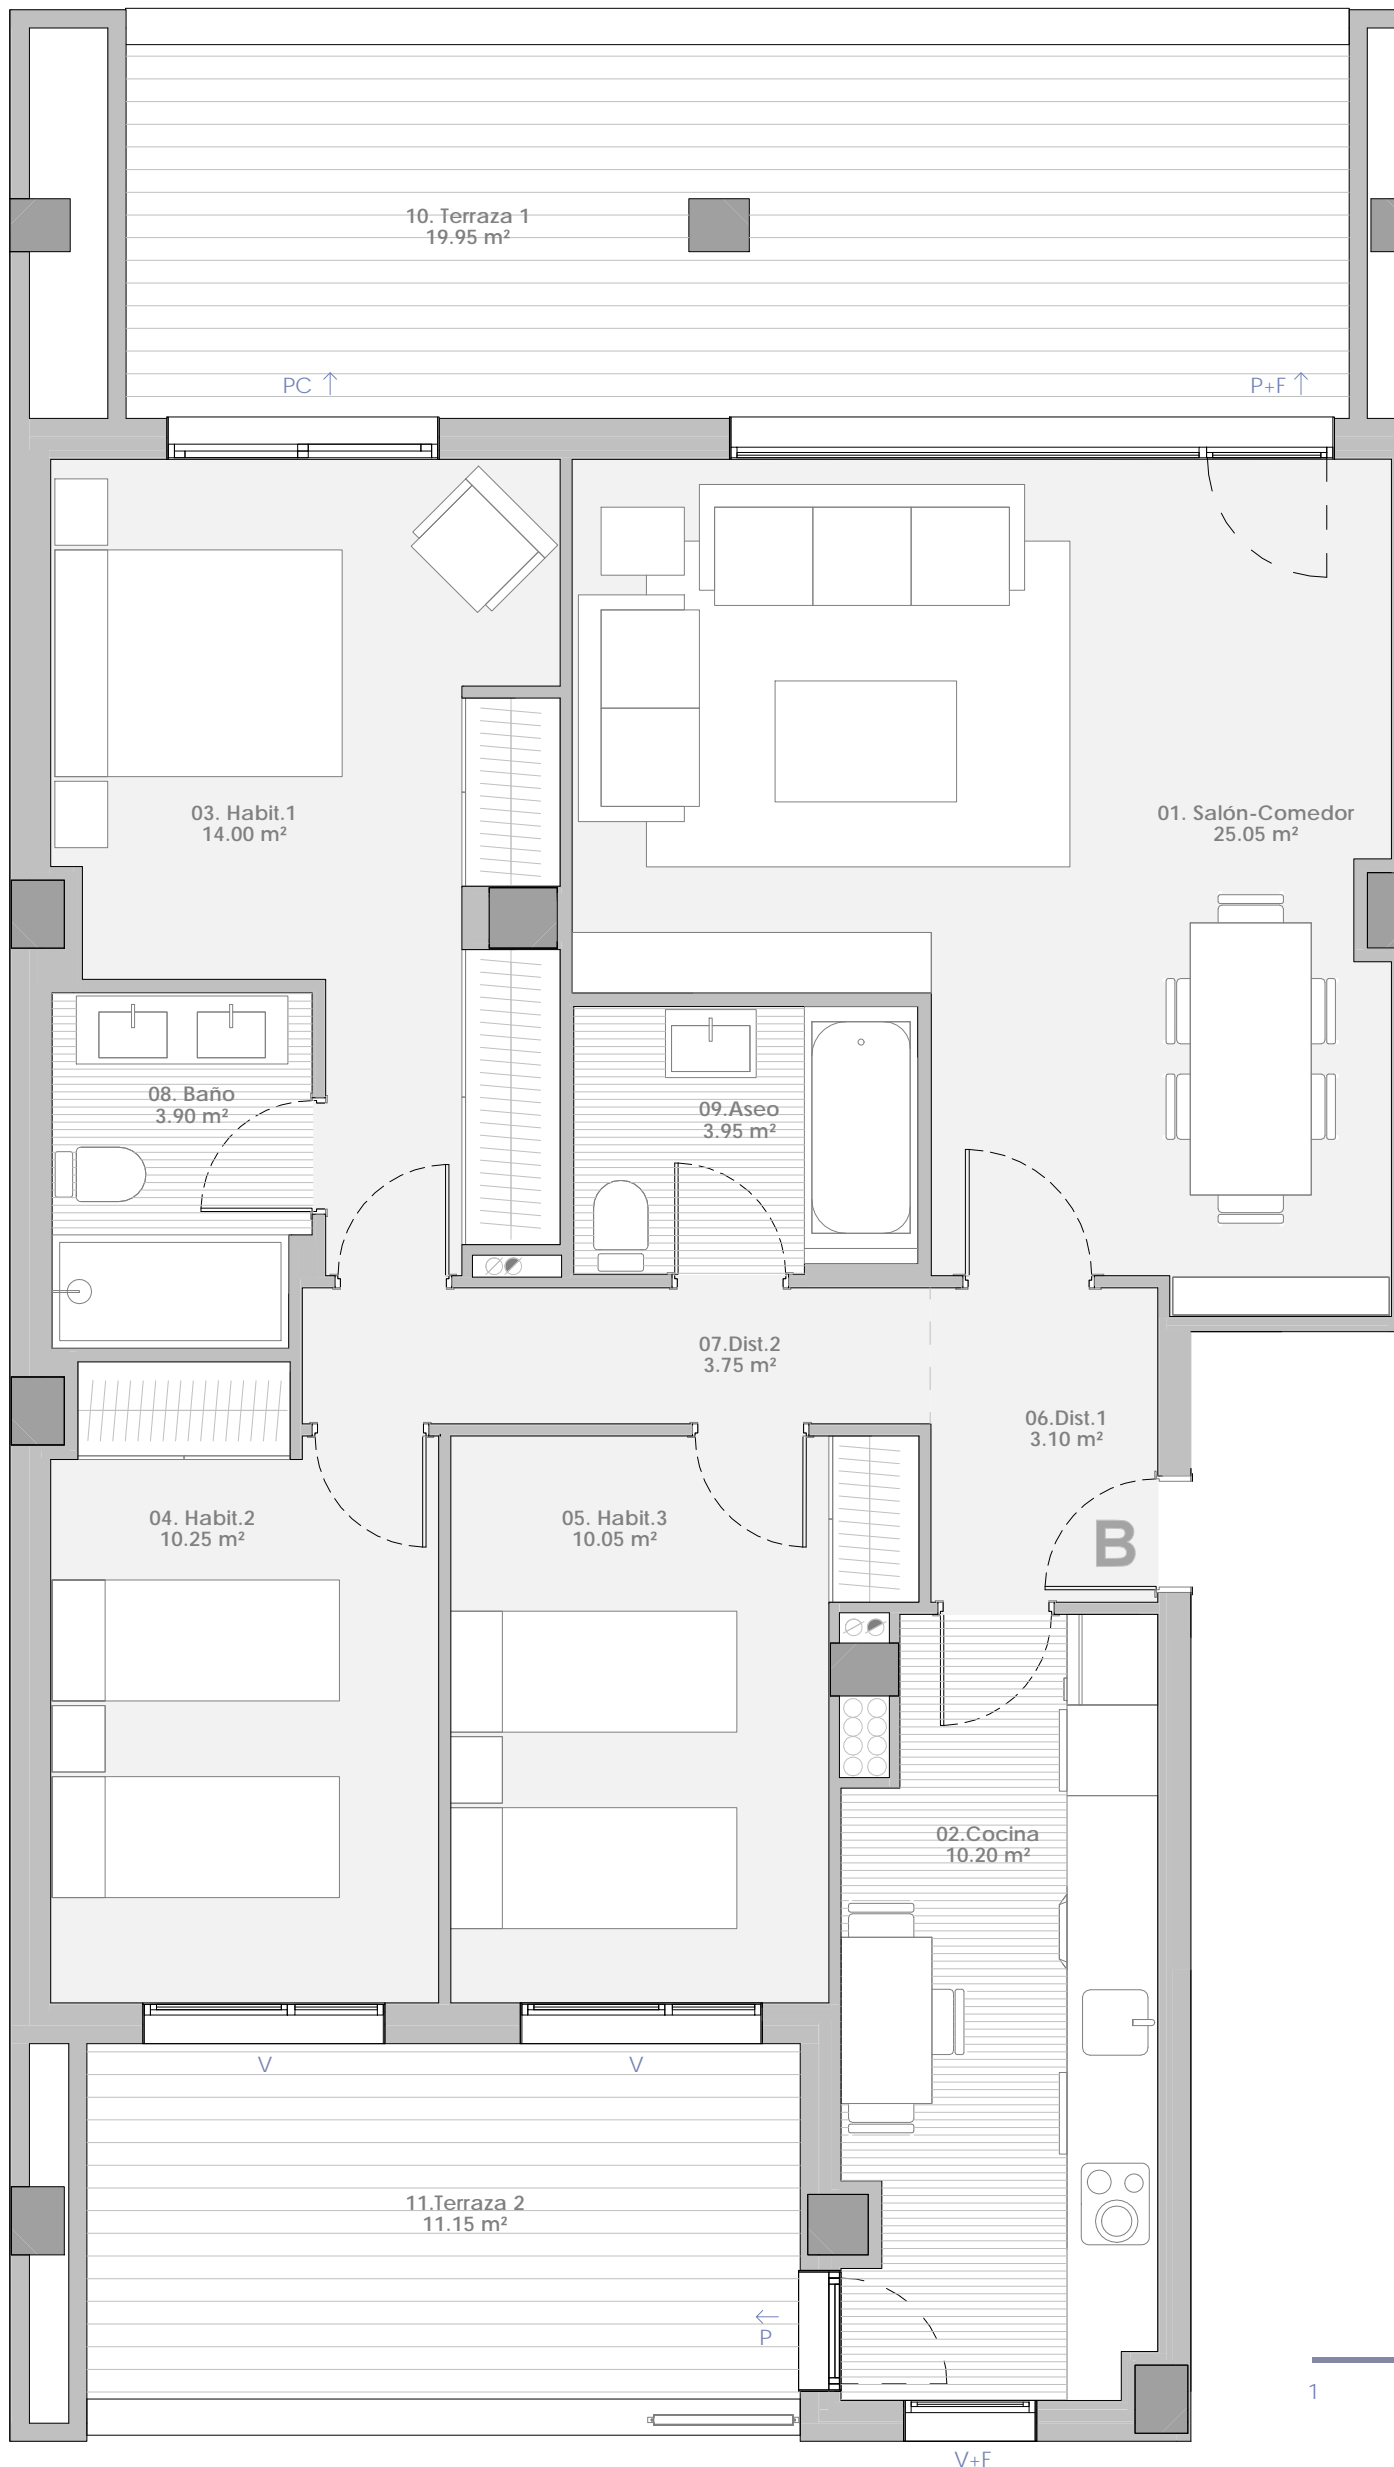 10. Terraza 1
19.95 m²
PC ↑
P+F ↑
03. Habit.1
14.00 m²
01. Salón-Comedor
25.05 m²
08. Baño
3.90 m²
09.Aseo
3.95 m²
07.Dist.2
3.75 m²
06.Dist.1
3.10 m²
04. Habit.2
10.25 m²
05. Habit.3
10.05 m²
B
02.Cocina
10.20 m²
V
V
11.Terraza 2
11.15 m²
←
P
1
V+F